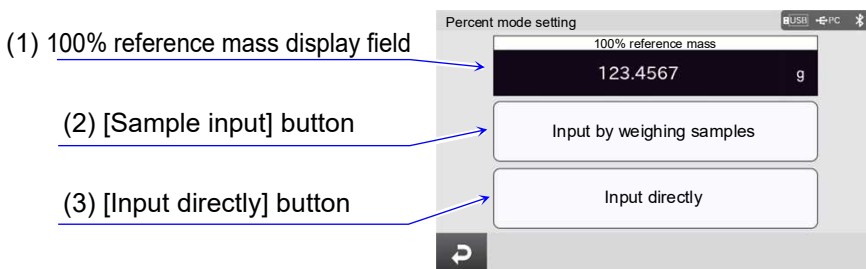 Percent mode setting
USB PC
(1) 100% reference mass display field
100% reference mass
123.4567 g
(2) [Sample input] button
Input by weighing samples
(3) [Input directly] button
Input directly